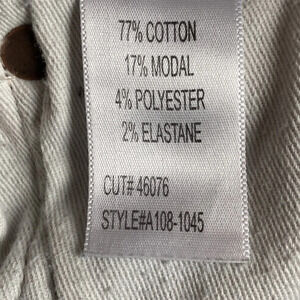 77% COTTON
17% MODAL
4% POLYESTER
2% ELASTANE
CUT# 46076
STYLE#A108-1045